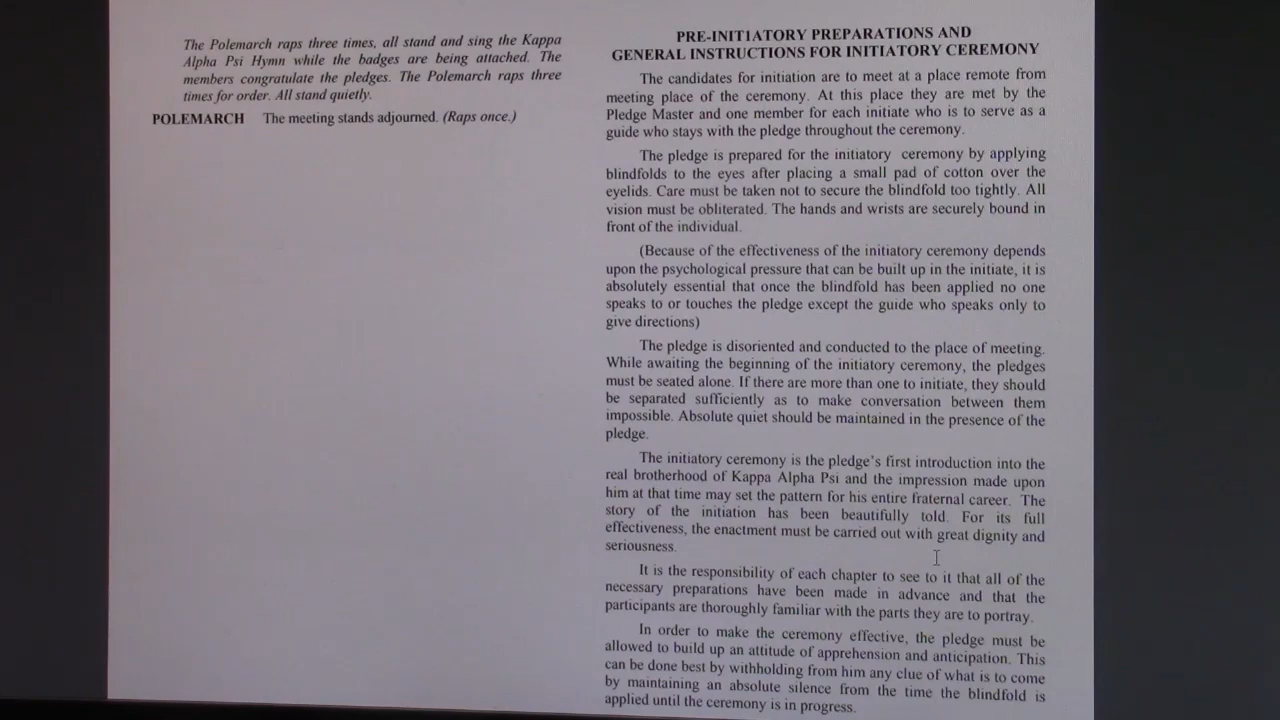 The Polemarch raps three times, all stand and sing the Kappa
Alpha Psi Hymn while the badges are being attached. The
members congratulate the pledges. The Polemarch raps three
times for order. All stand quietly.
POLEMARCH The meeting stands adjourned. (Raps once.)
PRE-INITIATORY PREPARATIONS AND
GENERAL INSTRUCTIONS FOR INITIATORY CEREMONY
The candidates for initiation are to meet at a place remote from
meeting place of the ceremony. At this place they are met by the
Pledge Master and one member for each initiate who is to serve as a
guide who stays with the pledge throughout the ceremony.
The pledge is prepared for the initiatory ceremony by applying
blindfolds to the eyes after placing a small pad of cotton over the
eyelids. Care must be taken not to secure the blindfold too tightly. All
vision must be obliterated. The hands and wrists are securely bound in
front of the individual.
(Because of the effectiveness of the initiatory ceremony depends
upon the psychological pressure that can be built up in the initiate, it is
absolutely essential that once the blindfold has been applied no one
speaks to or touches the pledge except the guide who speaks only to
give directions)
The pledge is disoriented and conducted to the place of meeting.
While awaiting the beginning of the initiatory ceremony, the pledges
must be seated alone. If there are more than one to initiate, they should
be separated sufficiently as to make conversation between them
impossible. Absolute quiet should be maintained in the presence of the
pledge.
The initiatory ceremony is the pledge's first introduction into the
real brotherhood of Kappa Alpha Psi and the impression made upon
him at that time may set the pattern for his entire fraternal career. The
story of the initiation has been beautifully told. For its full
effectiveness, the enactment must be carried out with great dignity and
seriousness.
It is the responsibility of each chapter to see to it that all of the
necessary preparations have been made in advance and that the
participants are thoroughly familiar with the parts they are to portray.
In order to make the ceremony effective, the pledge must be
allowed to build up an attitude of apprehension and anticipation. This
can be done best by withholding from him any clue of what is to come
by maintaining an absolute silence from the time the blindfold is
applied until the ceremony is in progress.